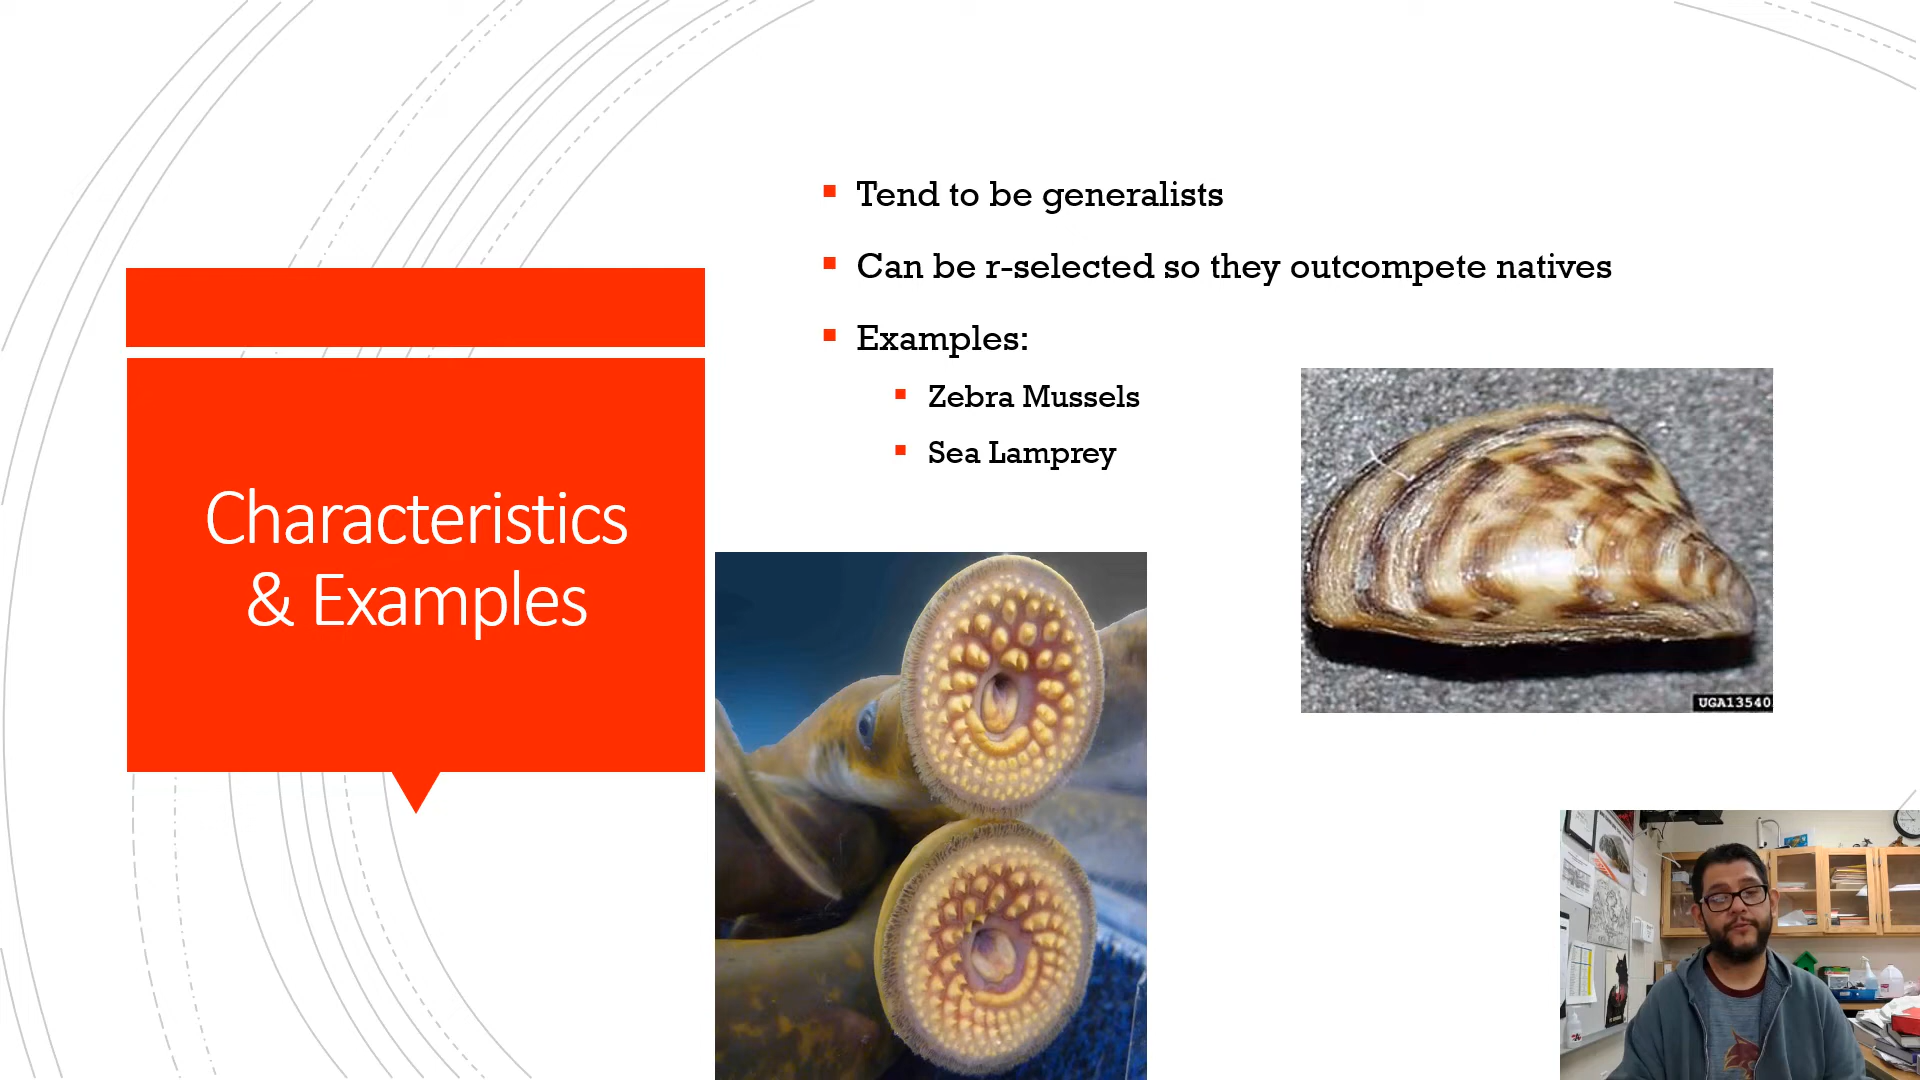 Characteristics
& Examples
Tend to be generalists
Can be r-selected so they outcompete natives
Examples:
Zebra Mussels
Sea Lamprey
UGA13540